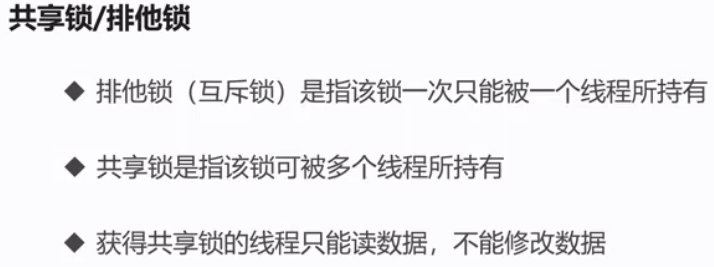 共享锁/排他锁
◆ 排他锁（互斥锁）是指该锁一次只能被一个线程所持有
◆ 共享锁是指该锁可被多个线程所持有
◆ 获得共享锁的线程只能读数据，不能修改数据